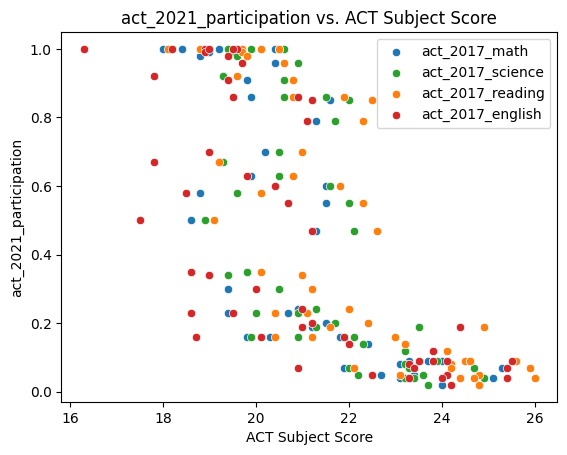 act_2021_participation vs. ACT Subject Score
act_2017_math
act_2017_science
act_2017_reading
act_2017_english
1.0
0.8
0.6
0.4
0.2
0.0
act_2021_participation
16 18 20 22 24 26
ACT Subject Score